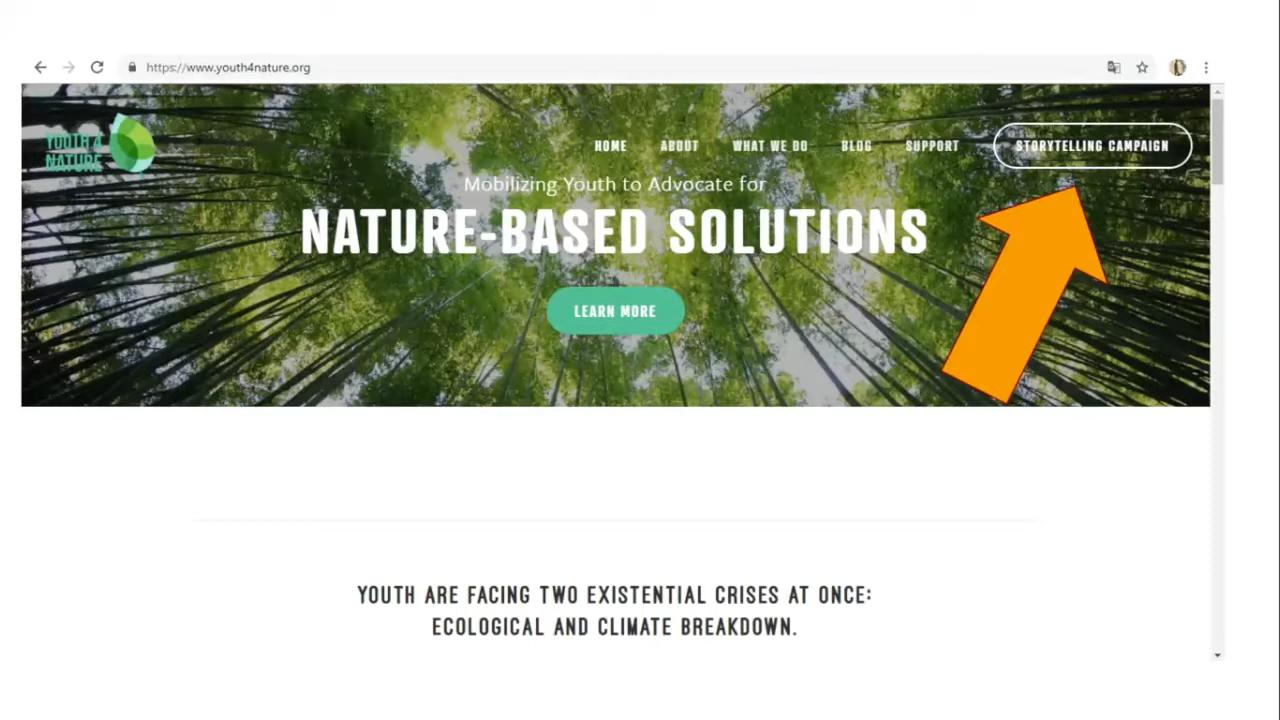 https://www.youth4nature.org
YOUTH 4
NATURE
HOME ABOUT WHAT WE DO BLOG SUPPORT STORYTELLING CAMPAIGN
Mobilizing Youth to Advocate for
NATURE-BASED SOLUTIONS
LEARN MORE
YOUTH ARE FACING TWO EXISTENTIAL CRISES AT ONCE:
ECOLOGICAL AND CLIMATE BREAKDOWN.